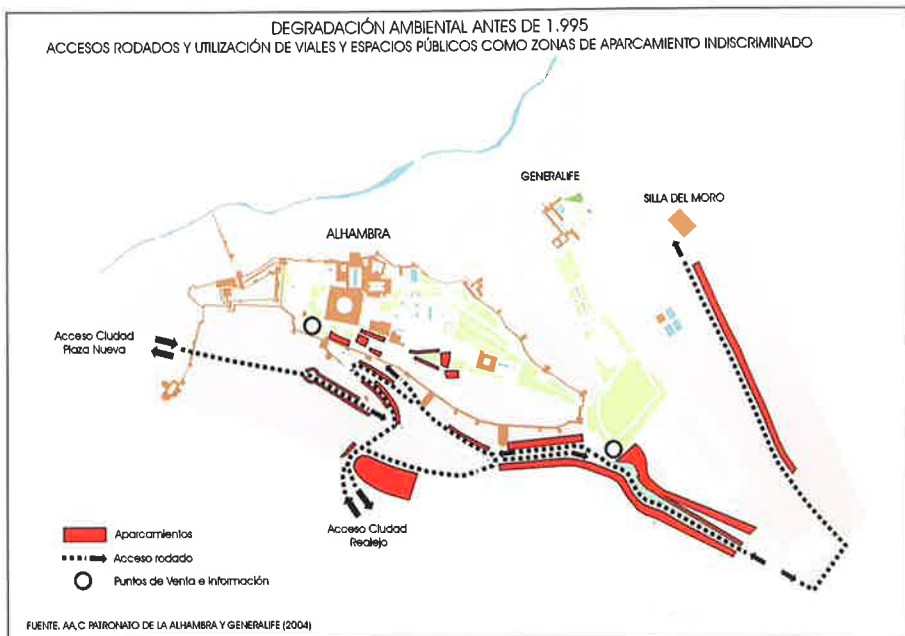 DEGRADACIÓN AMBIENTAL ANTES DE 1.995
ACCESOS RODADOS Y UTILIZACIÓN DE VIALES Y ESPACIOS PÚBLICOS COMO ZONAS DE APARCAMIENTO INDISCRIMINADO
GENERALIFE
SILLA DEL MORO
ALHAMBRA
Acceso Ciudad
Plaza Nueva
Acceso Ciudad
Realejo
Aparcamientos
Acceso rodado
Puntos de Venta e Información
FUENTE. AA,C PATRONATO DE LA ALHAMBRA Y GENERALIFE (2004)